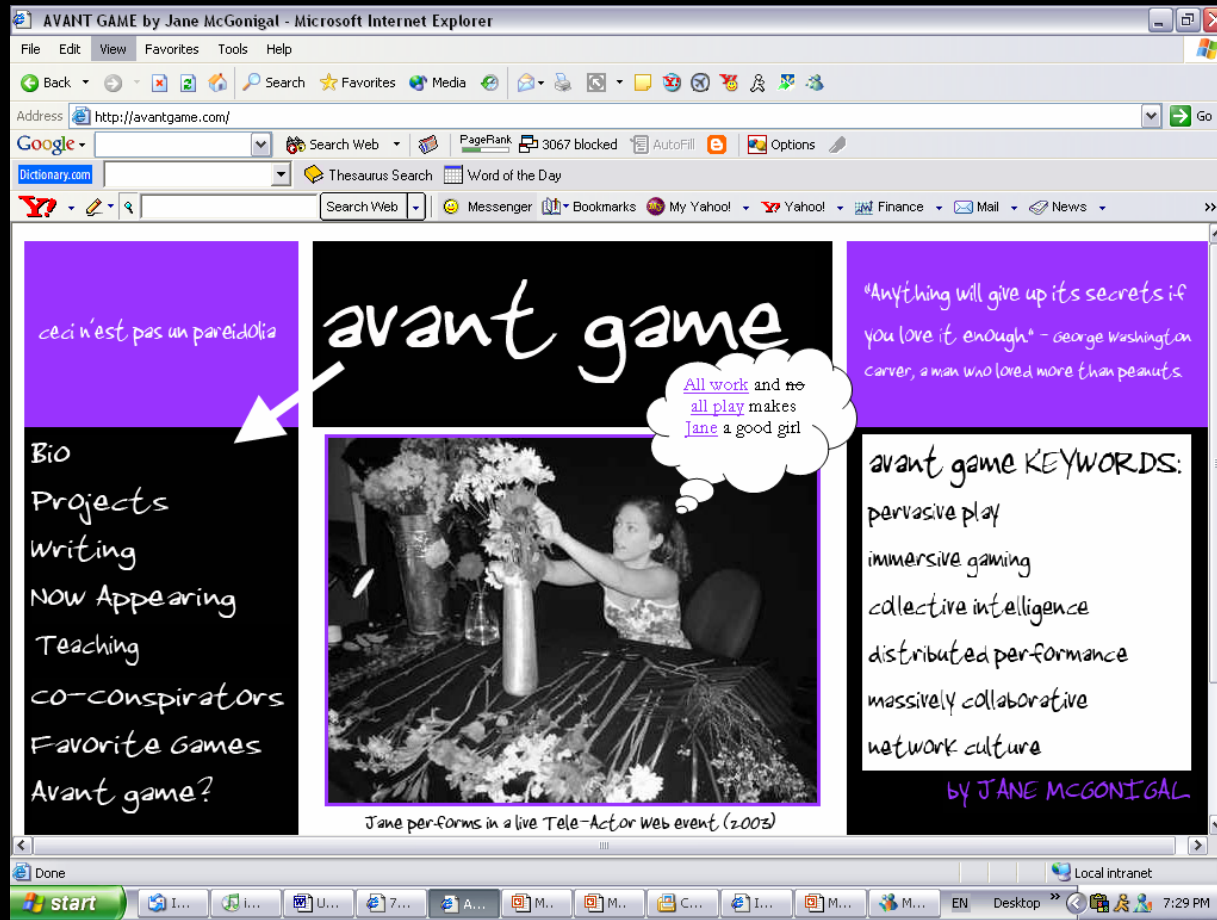 AVANT GAME by Jane McGonigal - Microsoft Internet Explorer
File Edit View Favorites Tools Help
Back Search Favorites Media
Address http://avantgame.com/ Go
Google Search Web PageRank 3067 blocked AutoFill Options
Dictionary.com Thesaurus Search Word of the Day
Y! Search Web Messenger Bookmarks My Yahoo! Yahoo! Finance Mail News »
ceci n'est pas un pareidolia
avant game
"Anything will give up its secrets if
you love it enough." - George Washington
carver, a man who loved more than peanuts.
All work and no
all play makes
Jane a good girl
Bio
Projects
Writing
Now Appearing
Teaching
co-conspirators
Favorite Games
Avant game?
Jane performs in a live Tele-Actor Web event (2003)
avant game KEYWORDS:
pervasive play
immersive gaming
collective intelligence
distributed performance
massively collaborative
network culture
by JANE MCGONIGAL
Done Local intranet
start I... i... U... 7... A... M... M... C... I... M... M... EN Desktop » 7:29 PM